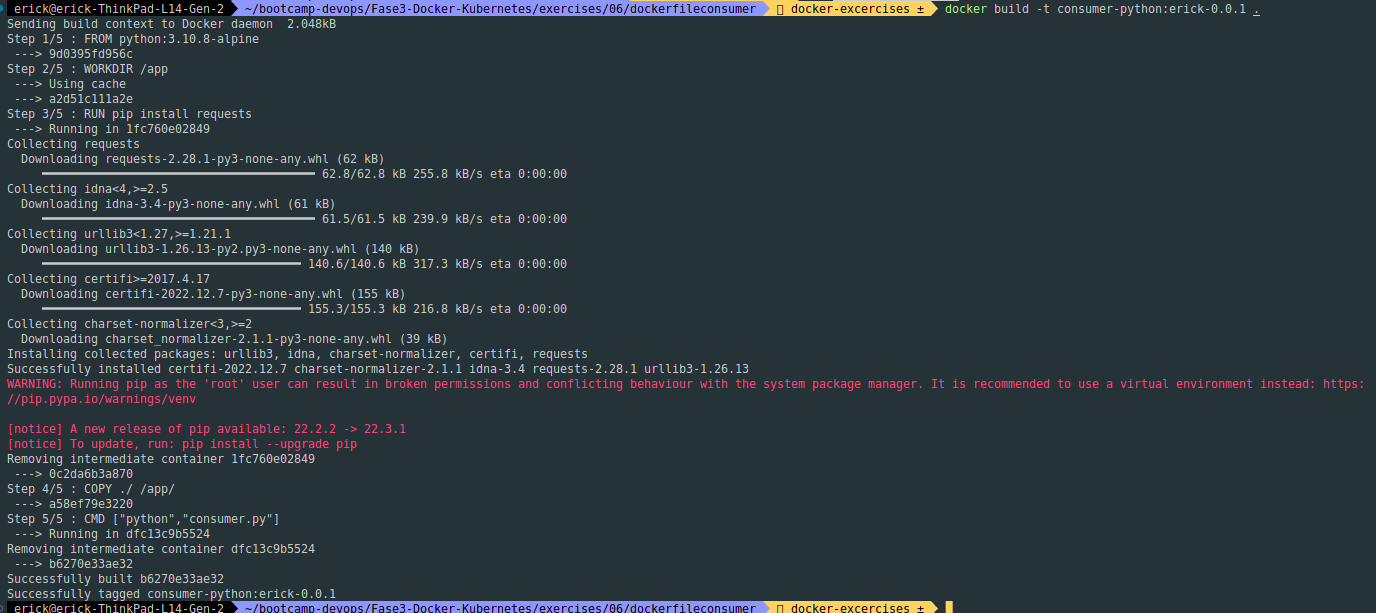 erick@erick-ThinkPad-L14-Gen-2 ~/bootcamp-devops/Fase3-Docker-Kubernetes/exercises/06/dockerfileconsumer docker-excercises ± docker build -t consumer-python:erick-0.0.1 .
Sending build context to Docker daemon  2.048kB
Step 1/5 : FROM python:3.10.8-alpine
 ---> 9d0395fd956c
Step 2/5 : WORKDIR /app
 ---> Using cache
 ---> a2d51c111a2e
Step 3/5 : RUN pip install requests
 ---> Running in 1fc760e02849
Collecting requests
  Downloading requests-2.28.1-py3-none-any.whl (62 kB)
62.8/62.8 kB 255.8 kB/s eta 0:00:00
Collecting idna<4,>=2.5
  Downloading idna-3.4-py3-none-any.whl (61 kB)
61.5/61.5 kB 239.9 kB/s eta 0:00:00
Collecting urllib3<1.27,>=1.21.1
  Downloading urllib3-1.26.13-py2.py3-none-any.whl (140 kB)
140.6/140.6 kB 317.3 kB/s eta 0:00:00
Collecting certifi>=2017.4.17
  Downloading certifi-2022.12.7-py3-none-any.whl (155 kB)
155.3/155.3 kB 216.8 kB/s eta 0:00:00
Collecting charset-normalizer<3,>=2
  Downloading charset_normalizer-2.1.1-py3-none-any.whl (39 kB)
Installing collected packages: urllib3, idna, charset-normalizer, certifi, requests
Successfully installed certifi-2022.12.7 charset-normalizer-2.1.1 idna-3.4 requests-2.28.1 urllib3-1.26.13
WARNING: Running pip as the 'root' user can result in broken permissions and conflicting behaviour with the system package manager. It is recommended to use a virtual environment instead: https:
//pip.pypa.io/warnings/venv
[notice] A new release of pip available: 22.2.2 -> 22.3.1
[notice] To update, run: pip install --upgrade pip
Removing intermediate container 1fc760e02849
 ---> 0c2da6b3a870
Step 4/5 : COPY ./ /app/
 ---> a58ef79e3220
Step 5/5 : CMD ["python","consumer.py"]
 ---> Running in dfc13c9b5524
Removing intermediate container dfc13c9b5524
 ---> b6270e33ae32
Successfully built b6270e33ae32
Successfully tagged consumer-python:erick-0.0.1
erick@erick-ThinkPad-L14-Gen-2 ~/bootcamp-devops/Fase3-Docker-Kubernetes/exercises/06/dockerfileconsumer docker-excercises ±